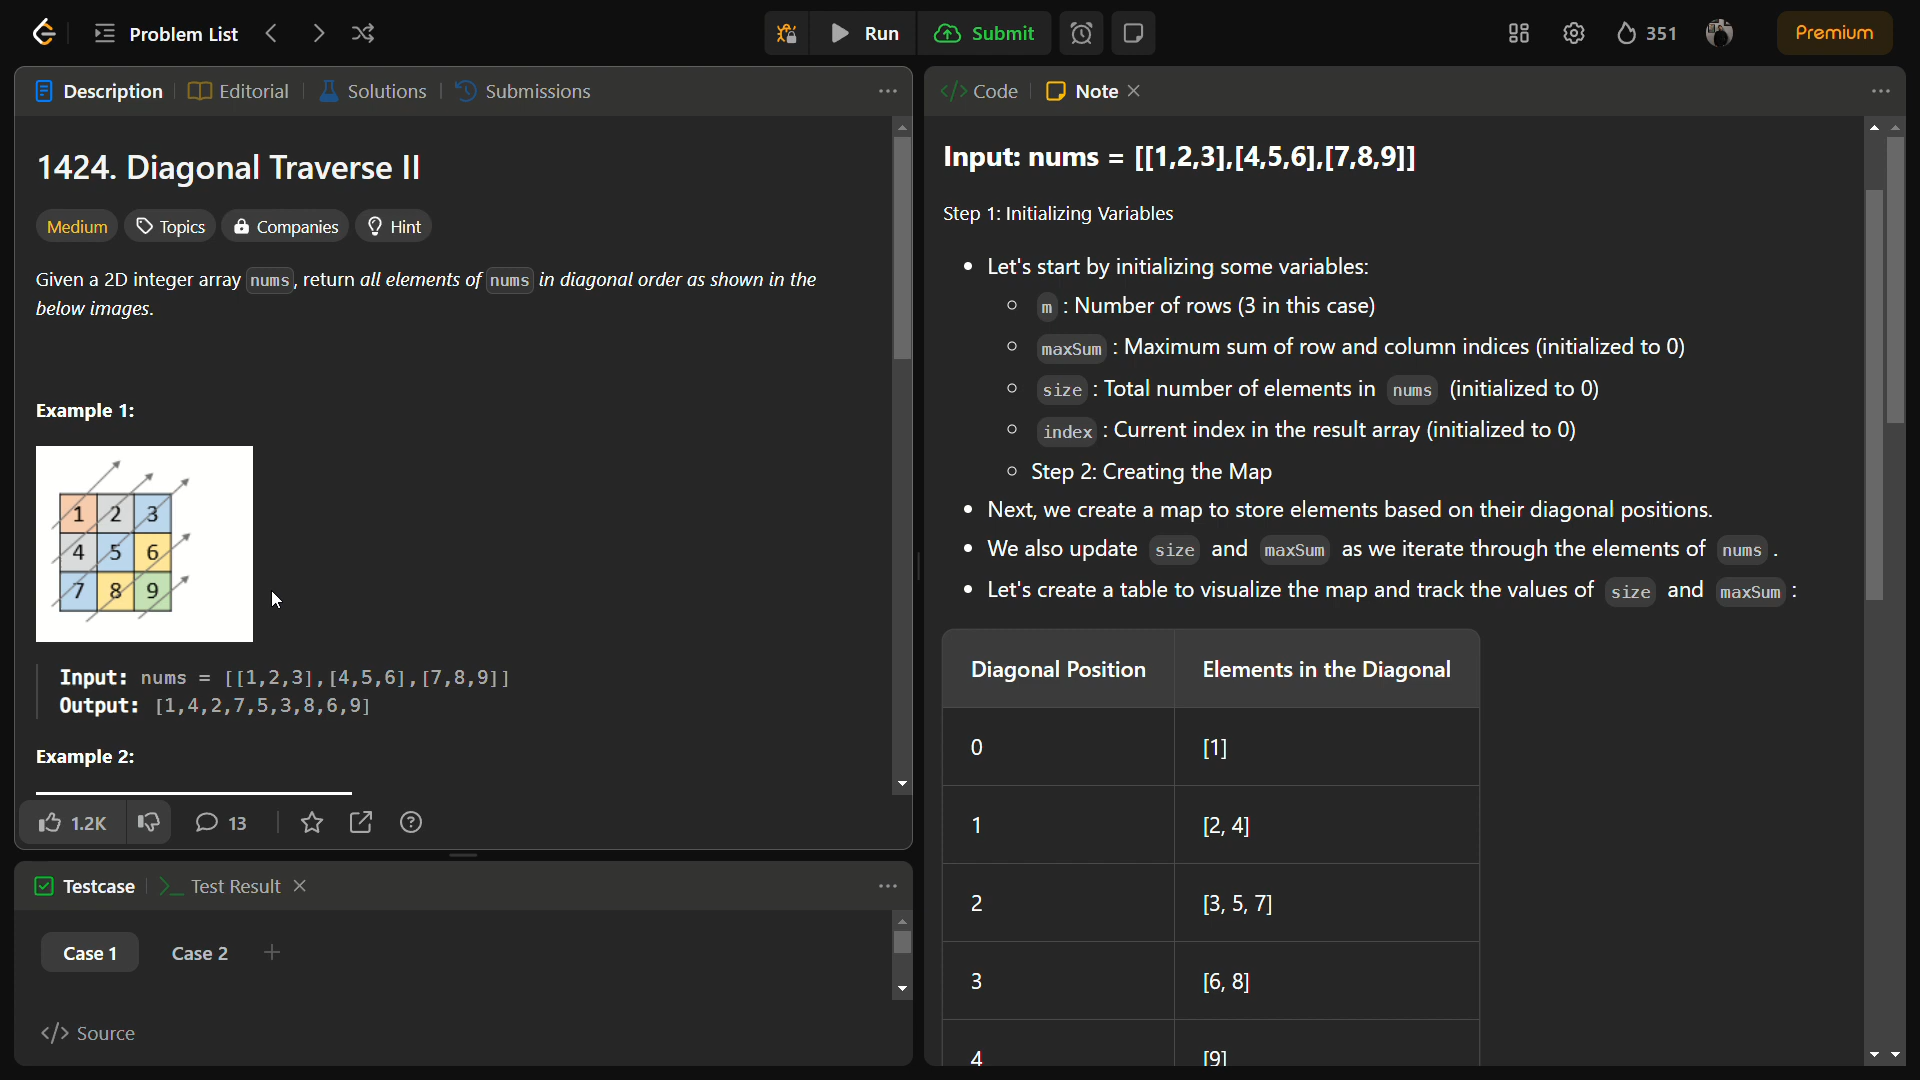 Problem List
Run
Submit
351
Premium
Description
Editorial
Solutions
Submissions
1424. Diagonal Traverse II
Medium
Topics
Companies
Hint
Given a 2D integer array nums, return all elements of nums in diagonal order as shown in the
below images.
Example 1:
1 2 3
4 5 6
7 8 9
Input: nums = [[1,2,3],[4,5,6],[7,8,9]]
Output: [1,4,2,7,5,3,8,6,9]
Example 2:
1.2K
13
Testcase
>_ Test Result
Case 1
Case 2
+
</> Source
</> Code
Note
Input: nums = [[1,2,3],[4,5,6],[7,8,9]]
Step 1: Initializing Variables
• Let's start by initializing some variables:
○ m : Number of rows (3 in this case)
○ maxSum : Maximum sum of row and column indices (initialized to 0)
○ size : Total number of elements in nums (initialized to 0)
○ index : Current index in the result array (initialized to 0)
○ Step 2: Creating the Map
• Next, we create a map to store elements based on their diagonal positions.
• We also update size and maxSum as we iterate through the elements of nums .
• Let's create a table to visualize the map and track the values of size and maxSum :
Diagonal Position Elements in the Diagonal
0 [1]
1 [2, 4]
2 [3, 5, 7]
3 [6, 8]
4 [9]